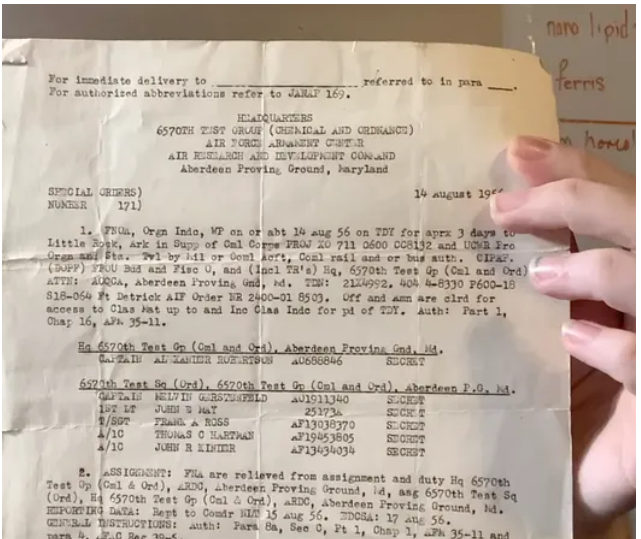 For immediate delivery to ____________________ referred to in para ____.
For authorized abbreviations refer to JANAP 169.
HEADQUARTERS
6570TH TEST GROUP (CHEMICAL AND ORDNANCE)
AIR FORCE ARMAMENT CENTER
AIR RESEARCH AND DEVELOPMENT COMMAND
Aberdeen Proving Ground, Maryland
SPECIAL ORDERS) 14 August
NUMBER 171)
1. FNOA, Orgn Indc, WP on or abt 14 aug 56 on TDY for aprx 3 days to
Little Rock, Ark in Supp of Cml Corps PROJ XO 711 0600 CC8132 and UCWR Pro
Orgn and Sta. Tvl by Mil or Coml acft, Coml rail and or bus auth. CIPAP.
Bud and Fisc O, and (Incl TR's) Hq, 6570th Test Gp (Cml and Ord)
ATTN: Aberdeen Proving Gnd, Md. TDN: 404 4-8330 P600-18
S18-064 Ft Detrick AIF Order NR 2400-01 8503. Off and Amn are clrd for
access to Clas Mat up to and Inc Clas Indc for pd of TDY. Auth: Part 1,
Chap 16, AFM 35-11.
Hq 6570th Test Gp (Cml and Ord), Aberdeen Proving Gnd, Md.
CAPTAIN ALEXANDER ROBERTSON AO688846 SECRET
6570th Test Sq (Ord), 6570th Test Gp (Cml and Ord), Aberdeen P.G, Md.
CAPTAIN MELVIN GERSTENFELD AO1911340 SECRET
1ST LT JOHN E MAY 25173A SECRET
T/SGT FRANK A ROSS AF13038370 SECRET
A/1C THOMAS C HARTMAN AF19453805 SECRET
A/1C JOHN R KINDER AF13434034 SECRET
2. ASSIGNMENT: FNA are relieved from assignment and duty Hq 6570th
Test Gp (Cml & Ord), ARDC, Aberdeen Proving Ground, Md, asg 6570th Test Sq
(Ord), Hq 6570th Test Gp (Cml & Ord), ARDC, Aberdeen Proving Ground, Md.
REPORTING DATA: Rept to Comdr NLT 15 Aug 56. EDCSA: 17 Aug 56.
GENERAL INSTRUCTIONS: Auth: Para 8a, Sec C, Pt 1, Chap 1, AFM 35-11 and
para 4, Reg
nano lipid
ferris